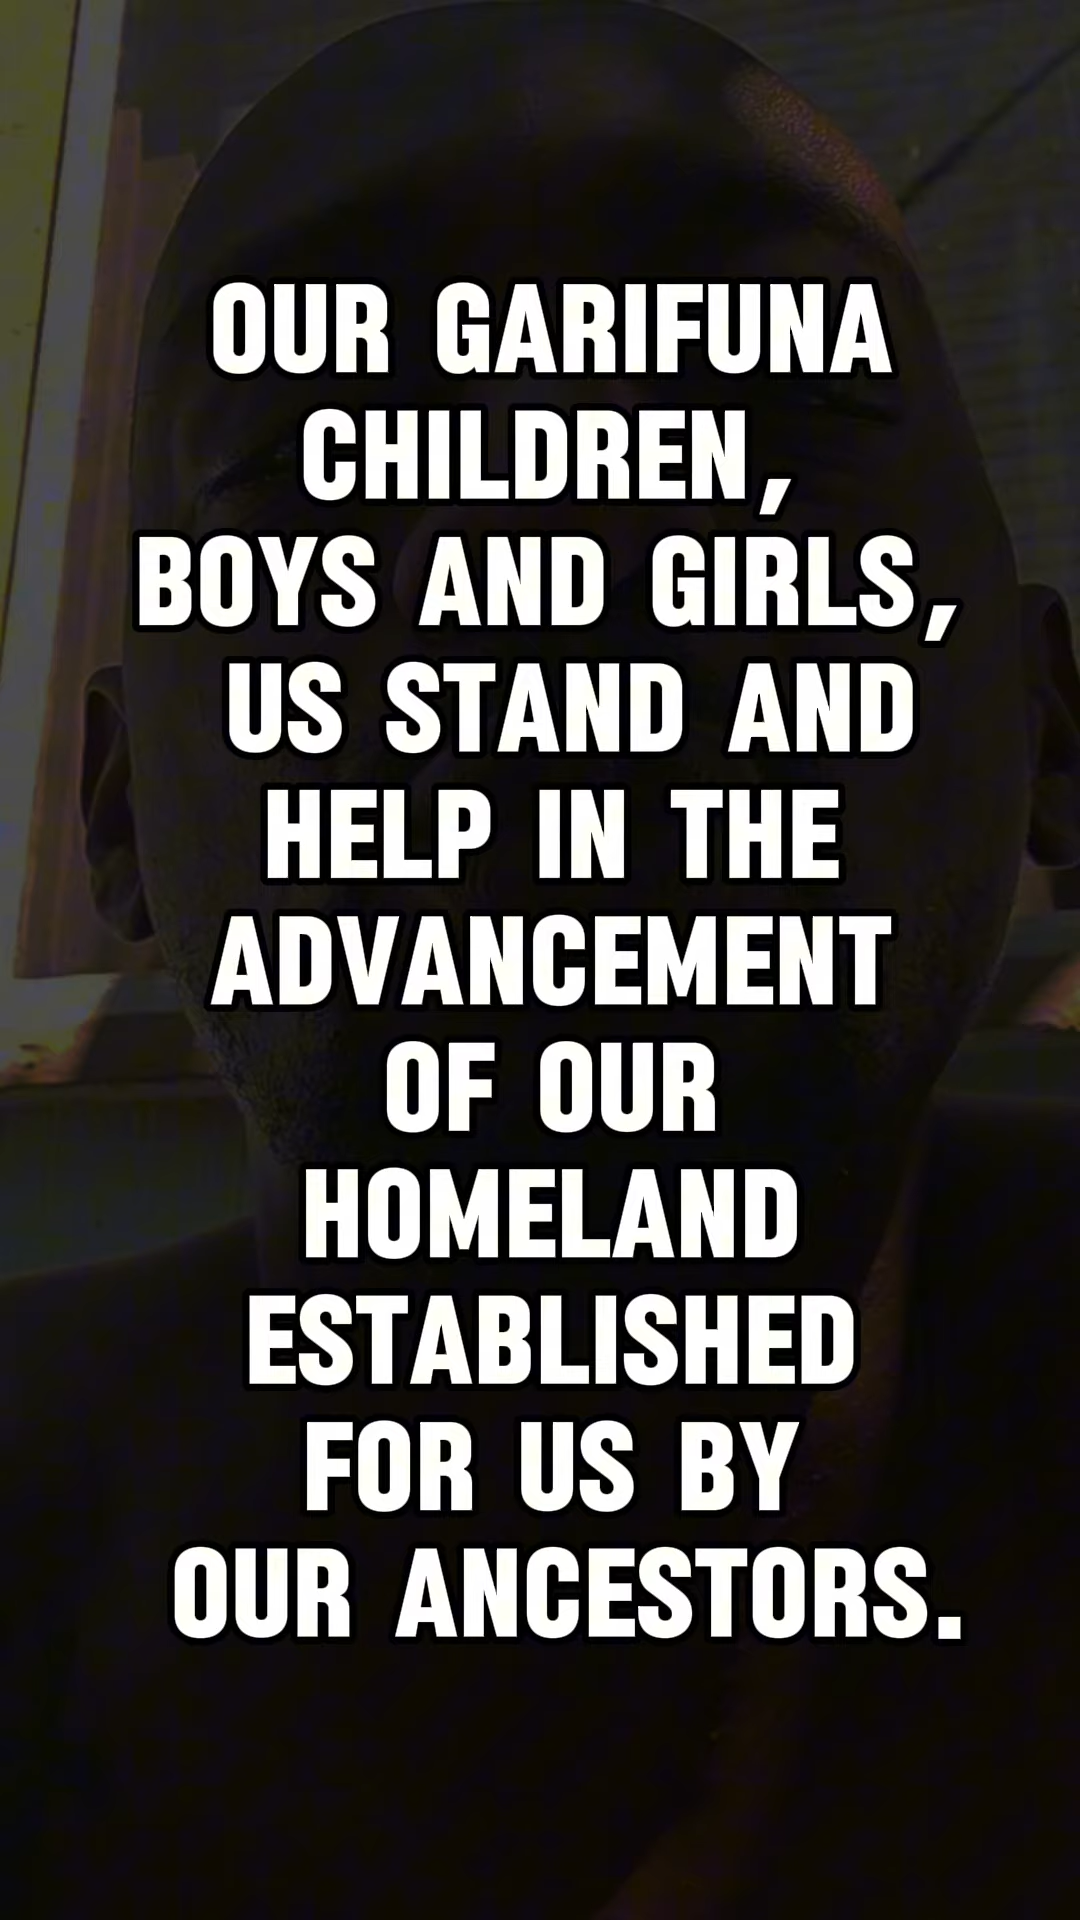 OUR GARIFUNA
CHILDREN,
BOYS AND GIRLS,
US STAND AND
HELP IN THE
ADVANCEMENT
OF OUR
HOMELAND
ESTABLISHED
FOR US BY
OUR ANCESTORS.